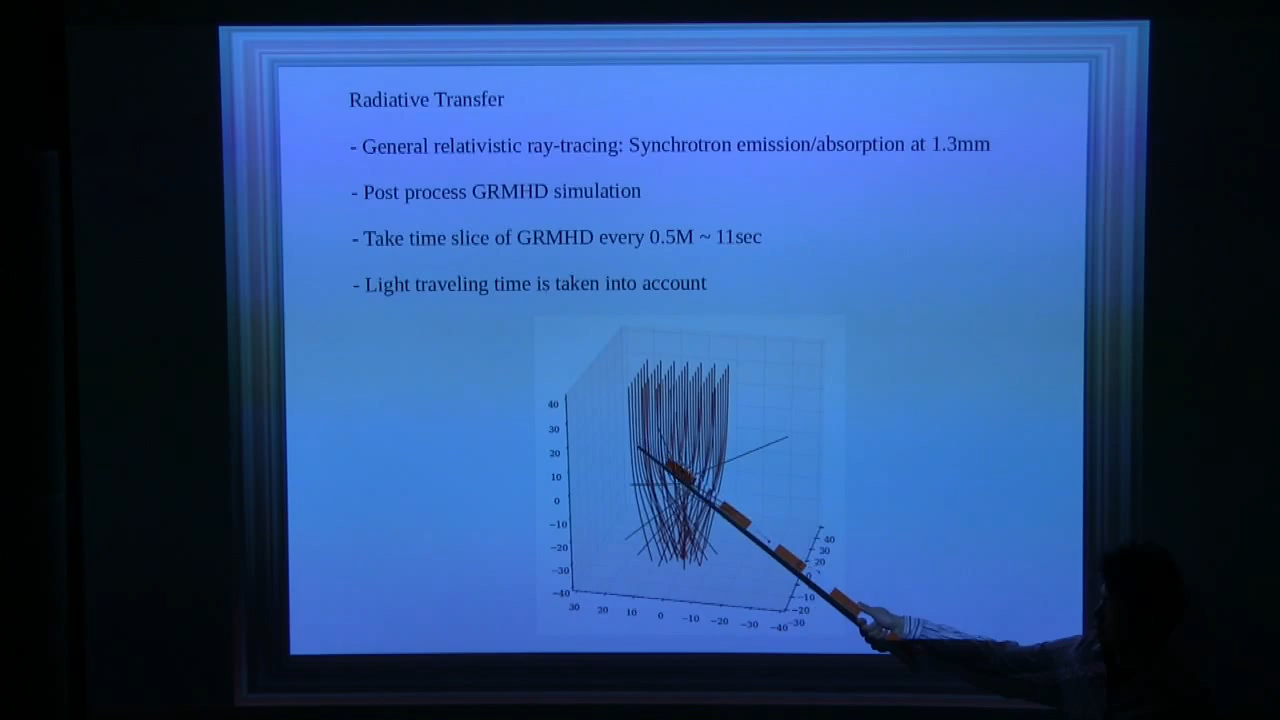 Radiative Transfer
- General relativistic ray-tracing: Synchrotron emission/absorption at 1.3mm
- Post process GRMHD simulation
- Take time slice of GRMHD every 0.5M ~ 11sec
- Light traveling time is taken into account
40
30
20
10
0
−10
−20
−30
−40
30 20 10 0 −10 −20 −30 −40
40
30
20
0
−10
−20
−30